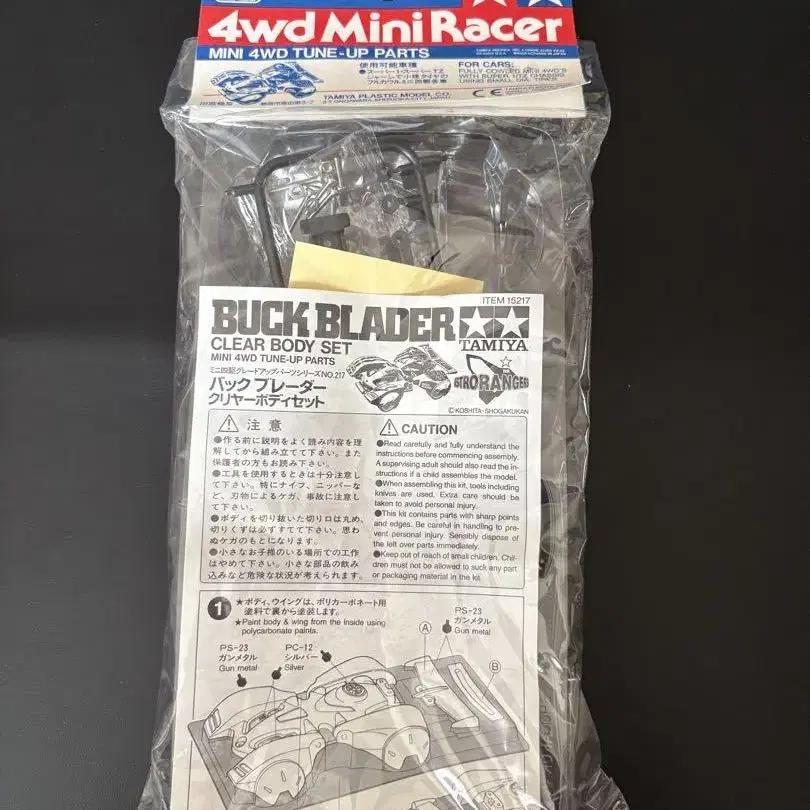 4wd Mini Racer
MINI 4WD TUNE-UP PARTS
使用可能車種
FOR CARS:
FULLY COWLED MINI 4WD'S
WITH SUPER 1/TZ CHASSIS
(USING SMALL DIA. TIRES)
TAMIYA PLASTIC MODEL CO.
CE
ITEM 15217
BUCK BLADER
TAMIYA
CLEAR BODY SET
MINI 4WD TUNE-UP PARTS
ミニ四駆グレードアップパーツシリーズNO.217
バックブレーダー
クリヤーボディセット
STRORANGERS
©KOSHITA・SHOGAKUKAN
注意
●作る前に説明をよく読み内容を理
解してから組み立てて下さい。また
保護者の方もお読み下さい。
●工具を使用するときは十分注意し
て下さい。特にナイフ、ニッパーな
ど、刃物によるケガ、事故に注意し
て下さい。
●ボディを切り抜いた切り口は丸め、
切りくずは必ずすてて下さい。思わ
ぬケガのもとになります。
●小さなお子様のいる場所での工作
はやめて下さい。小さな部品の飲み
込みなど危険な状況が考えられます。
CAUTION
●Read carefully and fully understand the
instructions before commencing assembly.
A supervising adult should also read the in-
structions if a child assembles the model.
●When assembling this kit, tools including
knives are used. Extra care should be
taken to avoid personal injury.
●This kit contains parts with sharp points
and edges. Be careful in handling to pre-
vent personal injury. Sensibly dispose of
the left over parts immediately.
●Keep out of reach of small children. Chil-
dren must not be allowed to suck any part
or packaging material in the kit.
1
★ボディ、ウイングは、ポリカーボネート用
塗料で裏から塗装します。
★Paint body & wing from the inside using
polycarbonate paints.
PS-23
ガンメタル
Gun metal
PC-12
シルバー
Silver
PS-23
ガンメタル
Gun metal
A
B